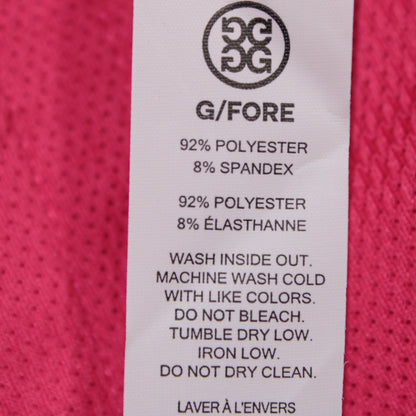 G/FORE
92% POLYESTER
8% SPANDEX
92% POLYESTER
8% ÉLASTHANNE
WASH INSIDE OUT.
MACHINE WASH COLD
WITH LIKE COLORS.
DO NOT BLEACH.
TUMBLE DRY LOW.
IRON LOW.
DO NOT DRY CLEAN.
LAVER À L'ENVERS